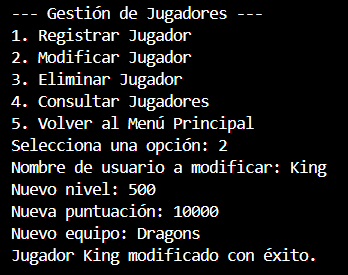 --- Gestión de Jugadores ---
1. Registrar Jugador
2. Modificar Jugador
3. Eliminar Jugador
4. Consultar Jugadores
5. Volver al Menú Principal
Selecciona una opción: 2
Nombre de usuario a modificar: King
Nuevo nivel: 500
Nueva puntuación: 10000
Nuevo equipo: Dragons
Jugador King modificado con éxito.